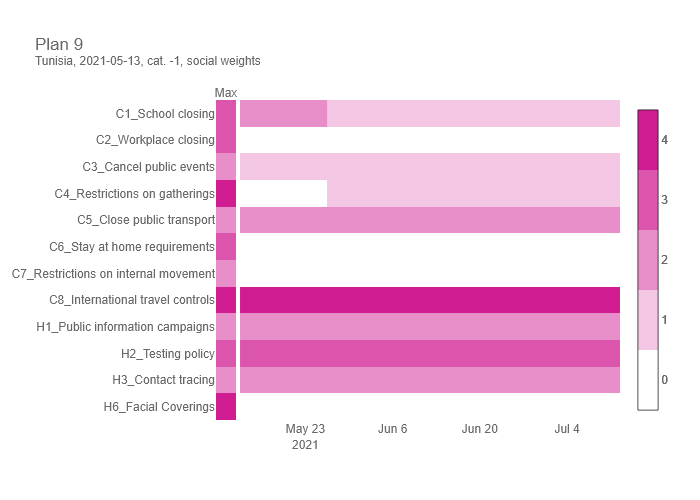 Plan 9
Tunisia, 2021-05-13, cat. -1, social weights
Max
C1_School closing
C2_Workplace closing
C3_Cancel public events
C4_Restrictions on gatherings
C5_Close public transport
C6_Stay at home requirements
C7_Restrictions on internal movement
C8_International travel controls
H1_Public information campaigns
H2_Testing policy
H3_Contact tracing
H6_Facial Coverings
May 23
2021
Jun 6
Jun 20
Jul 4
4
3
2
1
0